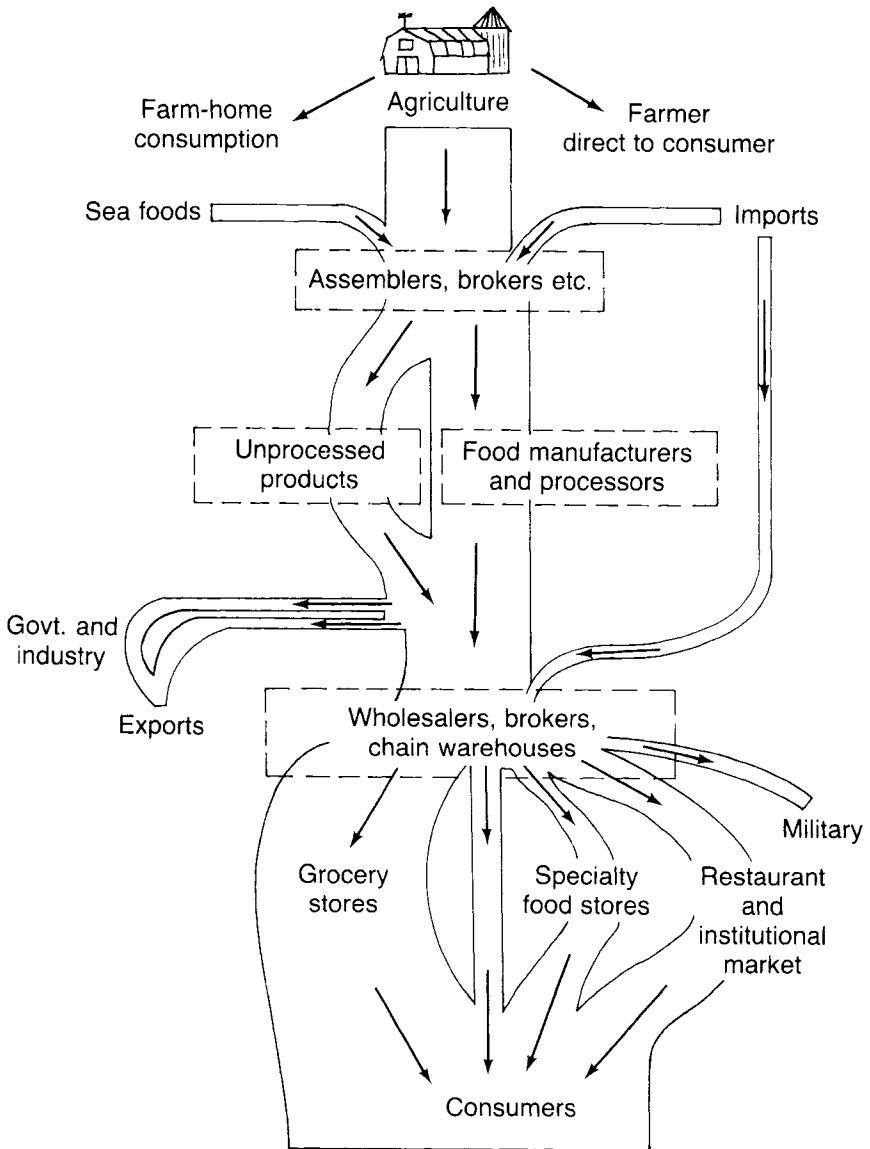 Agriculture
Farm-home
consumption
Farmer
direct to consumer
Sea foods
Imports
Assemblers, brokers etc.
Unprocessed
products
Food manufacturers
and processors
Govt. and
industry
Exports
Wholesalers, brokers,
chain warehouses
Military
Grocery
stores
Specialty
food stores
Restaurant
and
institutional
market
Consumers